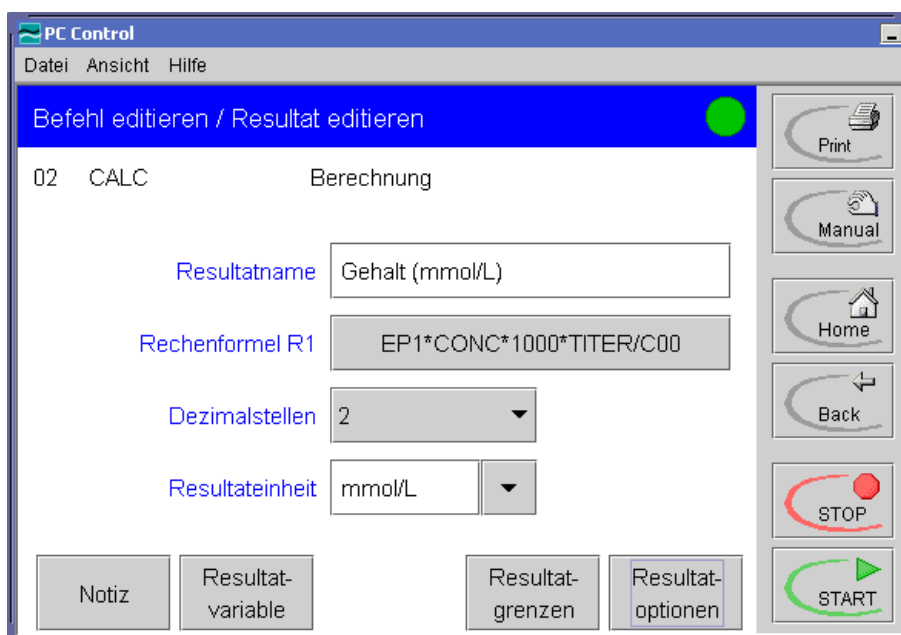 PC Control
Datei Ansicht Hilfe
Befehl editieren / Resultat editieren
02 CALC Berechnung
Resultatname Gehalt (mmol/L)
Rechenformel R1 EP1*CONC*1000*TITER/C00
Dezimalstellen 2
Resultateinheit mmol/L
Notiz
Resultat-
variable
Resultat-
grenzen
Resultat-
optionen
Print
Manual
Home
Back
STOP
START